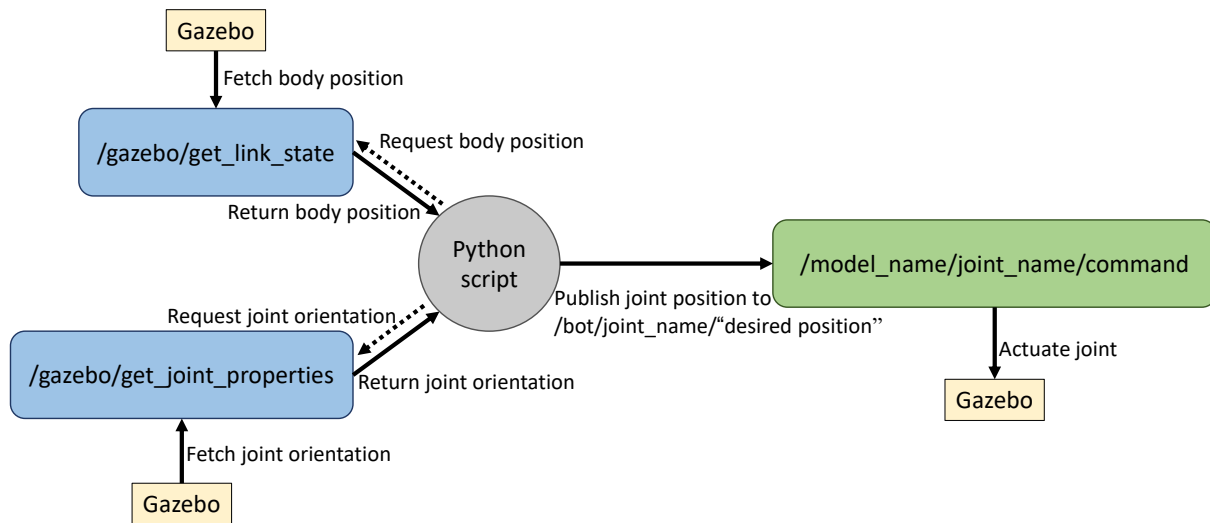 Gazebo
Fetch body position
/gazebo/get_link_state
Request body position
Return body position
Python
script
/model_name/joint_name/command
Publish joint position to
/bot/joint_name/“desired position”
Request joint orientation
/gazebo/get_joint_properties
Return joint orientation
Actuate joint
Gazebo
Fetch joint orientation
Gazebo